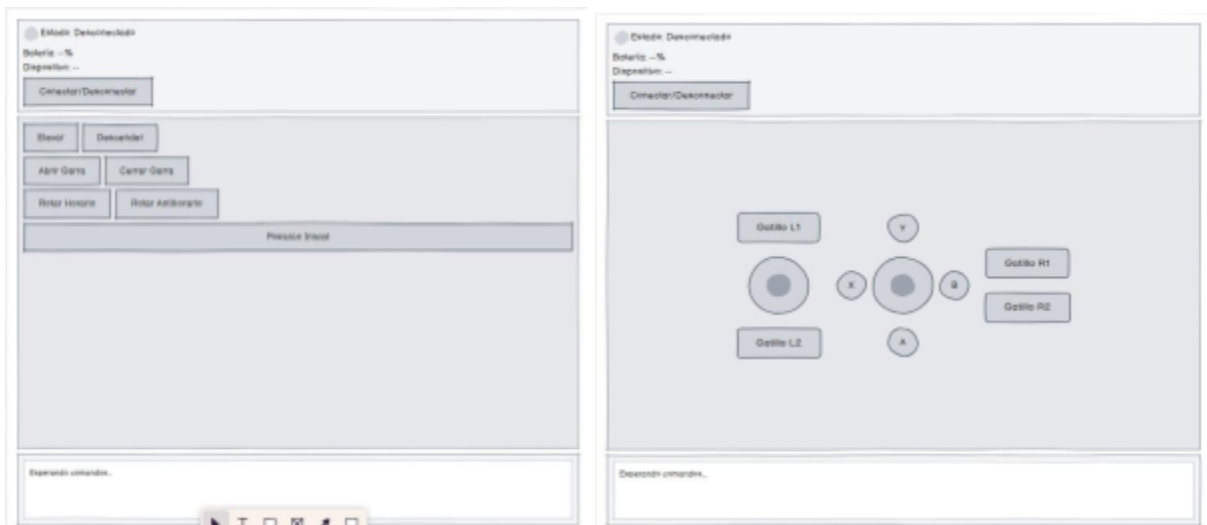 Estado: Desconectado
Batería: --%
Dispositivo: --
Conectar/Desconectar
Elevar Descender
Abrir Garra Cerrar Garra
Rotar Horario Rotar Antihorario
Posición Inicial
Esperando comandos...
Estado: Desconectado
Batería: --%
Dispositivo: --
Conectar/Desconectar
Gatillo L1 Y
Gatillo R1
X B
Gatillo R2
Gatillo L2 A
Esperando comandos...